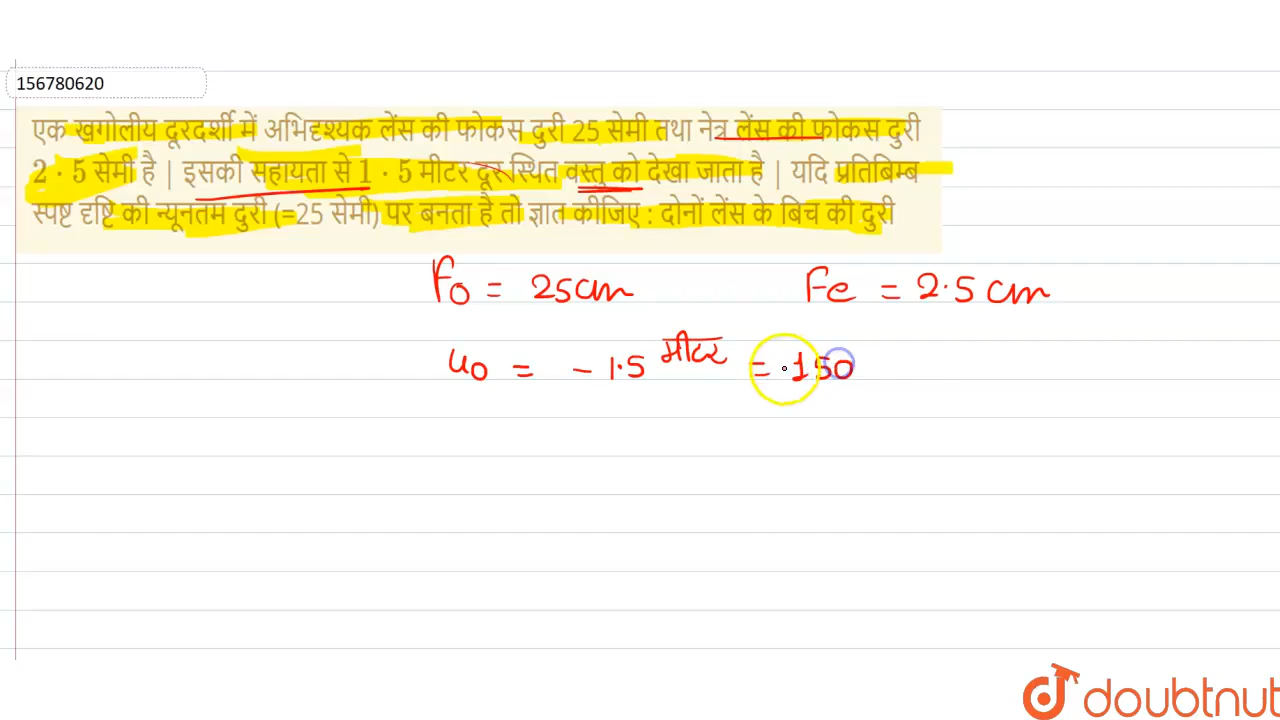 156780620
एक खगोलीय दूरदर्शी में अभिदृश्यक लेंस की फोकस दुरी 25 सेमी तथा नेत्र लेंस की फोकस दुरी
2·5 सेमी है | इसकी सहायता से 1·5 मीटर दूर स्थित वस्तु को देखा जाता है | यदि प्रतिबिम्ब
स्पष्ट दृष्टि की न्यूनतम दुरी (=25 सेमी) पर बनता है तो ज्ञात कीजिए : दोनों लेंस के बिच की दुरी
Fo = 25cm Fe = 2.5 cm
uo = - 1.5 मीटर = 150
doubtnut